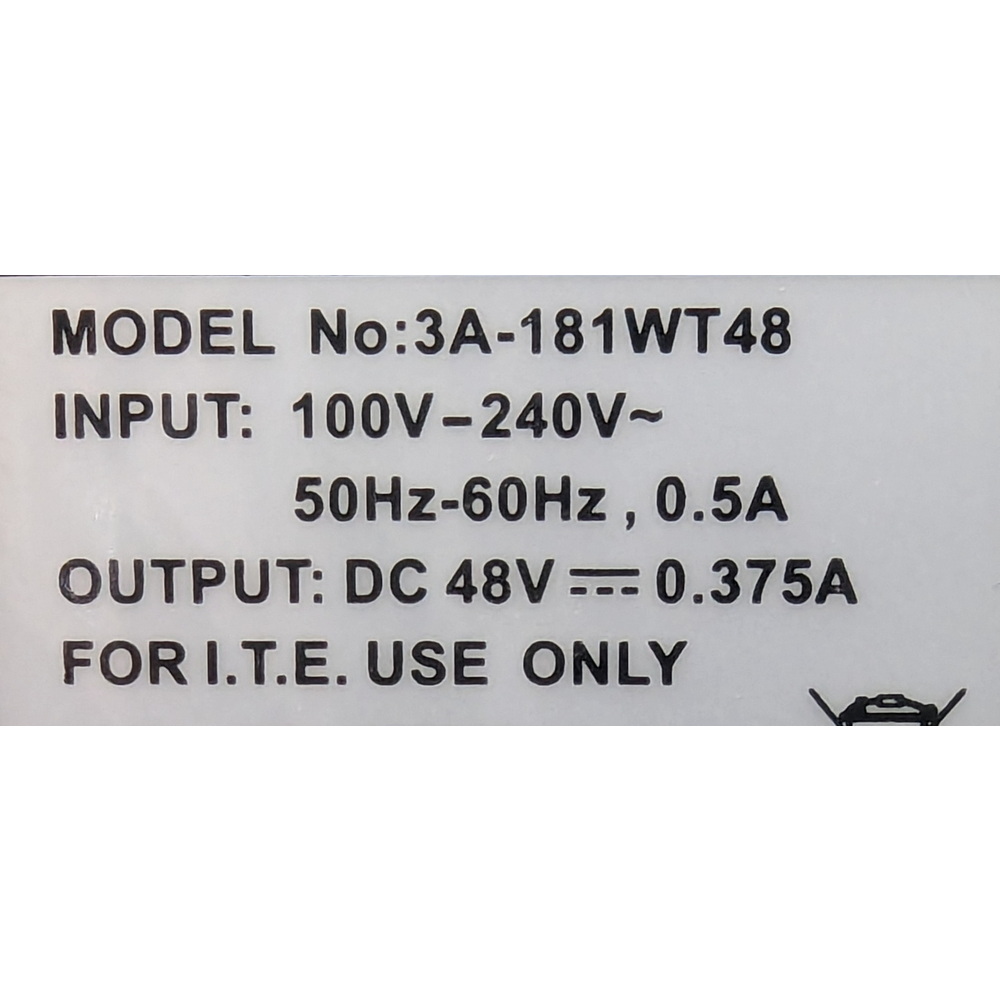 MODEL No:3A-181WT48
INPUT: 100V-240V~
50Hz-60Hz, 0.5A
OUTPUT: DC 48V ⎓ 0.375A
FOR I.T.E. USE ONLY